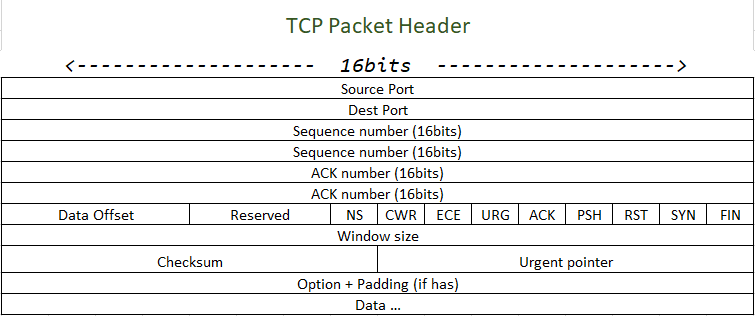 TCP Packet Header
<-------------------- 16bits -------------------->
Source Port
Dest Port
Sequence number (16bits)
Sequence number (16bits)
ACK number (16bits)
ACK number (16bits)
Data Offset Reserved NS CWR ECE URG ACK PSH RST SYN FIN
Window size
Checksum Urgent pointer
Option + Padding (if has)
Data ...